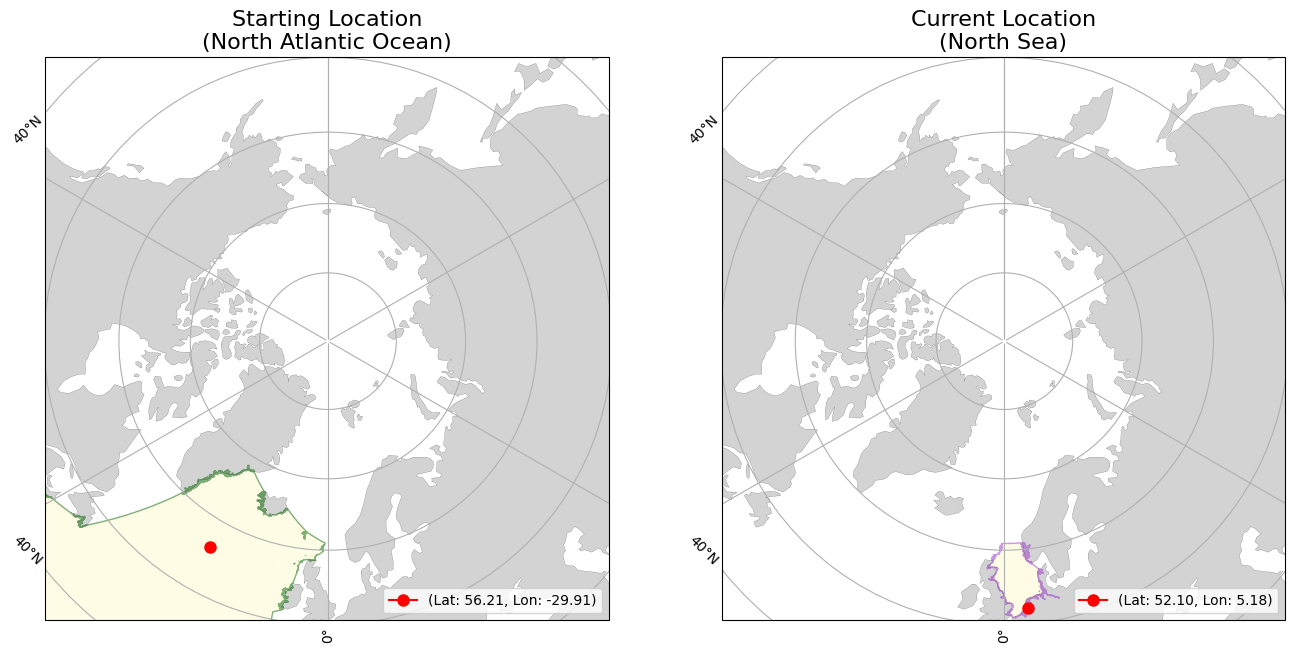 Starting Location
(North Atlantic Ocean)
40°N
40°N
0°
(Lat: 56.21, Lon: -29.91)
Current Location
(North Sea)
40°N
40°N
0°
(Lat: 52.10, Lon: 5.18)